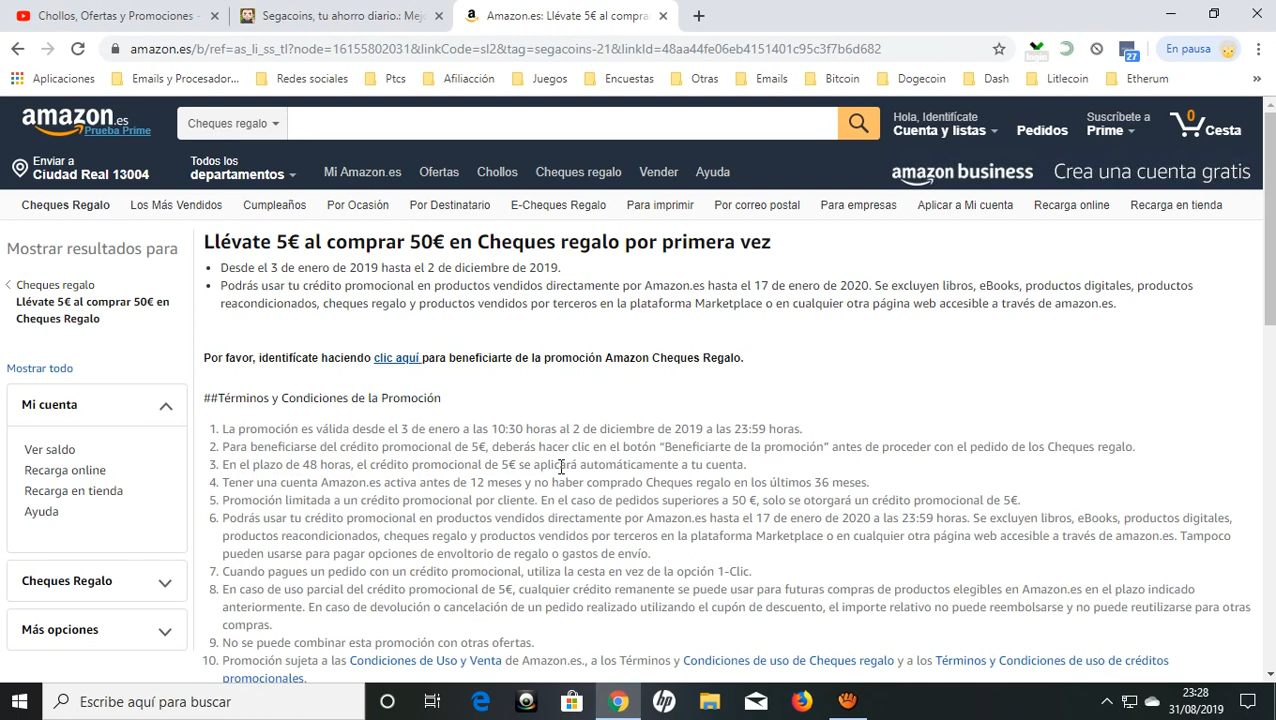 Chollos, Ofertas y Promociones -
Segacoins, tu ahorro diario.: Mejo
Amazon.es: Llévate 5€ al compra
amazon.es/b/ref=as_li_ss_tl?node=16155802031&linkCode=sl2&tag=segacoins-21&linkId=48aa44fe06eb4151401c95c3f7b6d682
27
En pausa
Aplicaciones
Emails y Procesador...
Redes sociales
Ptcs
Afiliacción
Juegos
Encuestas
Otras
Emails
Bitcoin
Dogecoin
Dash
Litlecoin
Etherum
»
amazon.es
Prueba Prime
Cheques regalo
Hola, Identifícate
Cuenta y listas
Pedidos
Suscríbete a
Prime
0
Cesta
Enviar a
Ciudad Real 13004
Todos los
departamentos
Mi Amazon.es
Ofertas
Chollos
Cheques regalo
Vender
Ayuda
amazon business
Crea una cuenta gratis
Cheques Regalo
Los Más Vendidos
Cumpleaños
Por Ocasión
Por Destinatario
E-Cheques Regalo
Para imprimir
Por correo postal
Para empresas
Aplicar a Mi cuenta
Recarga online
Recarga en tienda
Mostrar resultados para
Cheques regalo
Llévate 5€ al comprar 50€ en
Cheques Regalo
Mostrar todo
Mi cuenta
Ver saldo
Recarga online
Recarga en tienda
Ayuda
Cheques Regalo
Más opciones
Llévate 5€ al comprar 50€ en Cheques regalo por primera vez
• Desde el 3 de enero de 2019 hasta el 2 de diciembre de 2019.
• Podrás usar tu crédito promocional en productos vendidos directamente por Amazon.es hasta el 17 de enero de 2020. Se excluyen libros, eBooks, productos digitales, productos
reacondicionados, cheques regalo y productos vendidos por terceros en la plataforma Marketplace o en cualquier otra página web accesible a través de amazon.es.
Por favor, identifícate haciendo clic aquí para beneficiarte de la promoción Amazon Cheques Regalo.
##Términos y Condiciones de la Promoción
1. La promoción es válida desde el 3 de enero a las 10:30 horas al 2 de diciembre de 2019 a las 23:59 horas.
2. Para beneficiarse del crédito promocional de 5€, deberás hacer clic en el botón "Beneficiarte de la promoción" antes de proceder con el pedido de los Cheques regalo.
3. En el plazo de 48 horas, el crédito promocional de 5€ se aplicará automáticamente a tu cuenta.
4. Tener una cuenta Amazon.es activa antes de 12 meses y no haber comprado Cheques regalo en los últimos 36 meses.
5. Promoción limitada a un crédito promocional por cliente. En el caso de pedidos superiores a 50 €, solo se otorgará un crédito promocional de 5€.
6. Podrás usar tu crédito promocional en productos vendidos directamente por Amazon.es hasta el 17 de enero de 2020 a las 23:59 horas. Se excluyen libros, eBooks, productos digitales,
productos reacondicionados, cheques regalo y productos vendidos por terceros en la plataforma Marketplace o en cualquier otra página web accesible a través de amazon.es. Tampoco
pueden usarse para pagar opciones de envoltorio de regalo o gastos de envío.
7. Cuando pagues un pedido con un crédito promocional, utiliza la cesta en vez de la opción 1-Clic.
8. En caso de uso parcial del crédito promocional de 5€, cualquier crédito remanente se puede usar para futuras compras de productos elegibles en Amazon.es en el plazo indicado
anteriormente. En caso de devolución o cancelación de un pedido realizado utilizando el cupón de descuento, el importe relativo no puede reembolsarse y no puede reutilizarse para otras
compras.
9. No se puede combinar esta promoción con otras ofertas.
10. Promoción sujeta a las Condiciones de Uso y Venta de Amazon.es., a los Términos y Condiciones de uso de Cheques regalo y a los Términos y Condiciones de uso de créditos
promocionales.
Escribe aquí para buscar
hp
23:28
31/08/2019